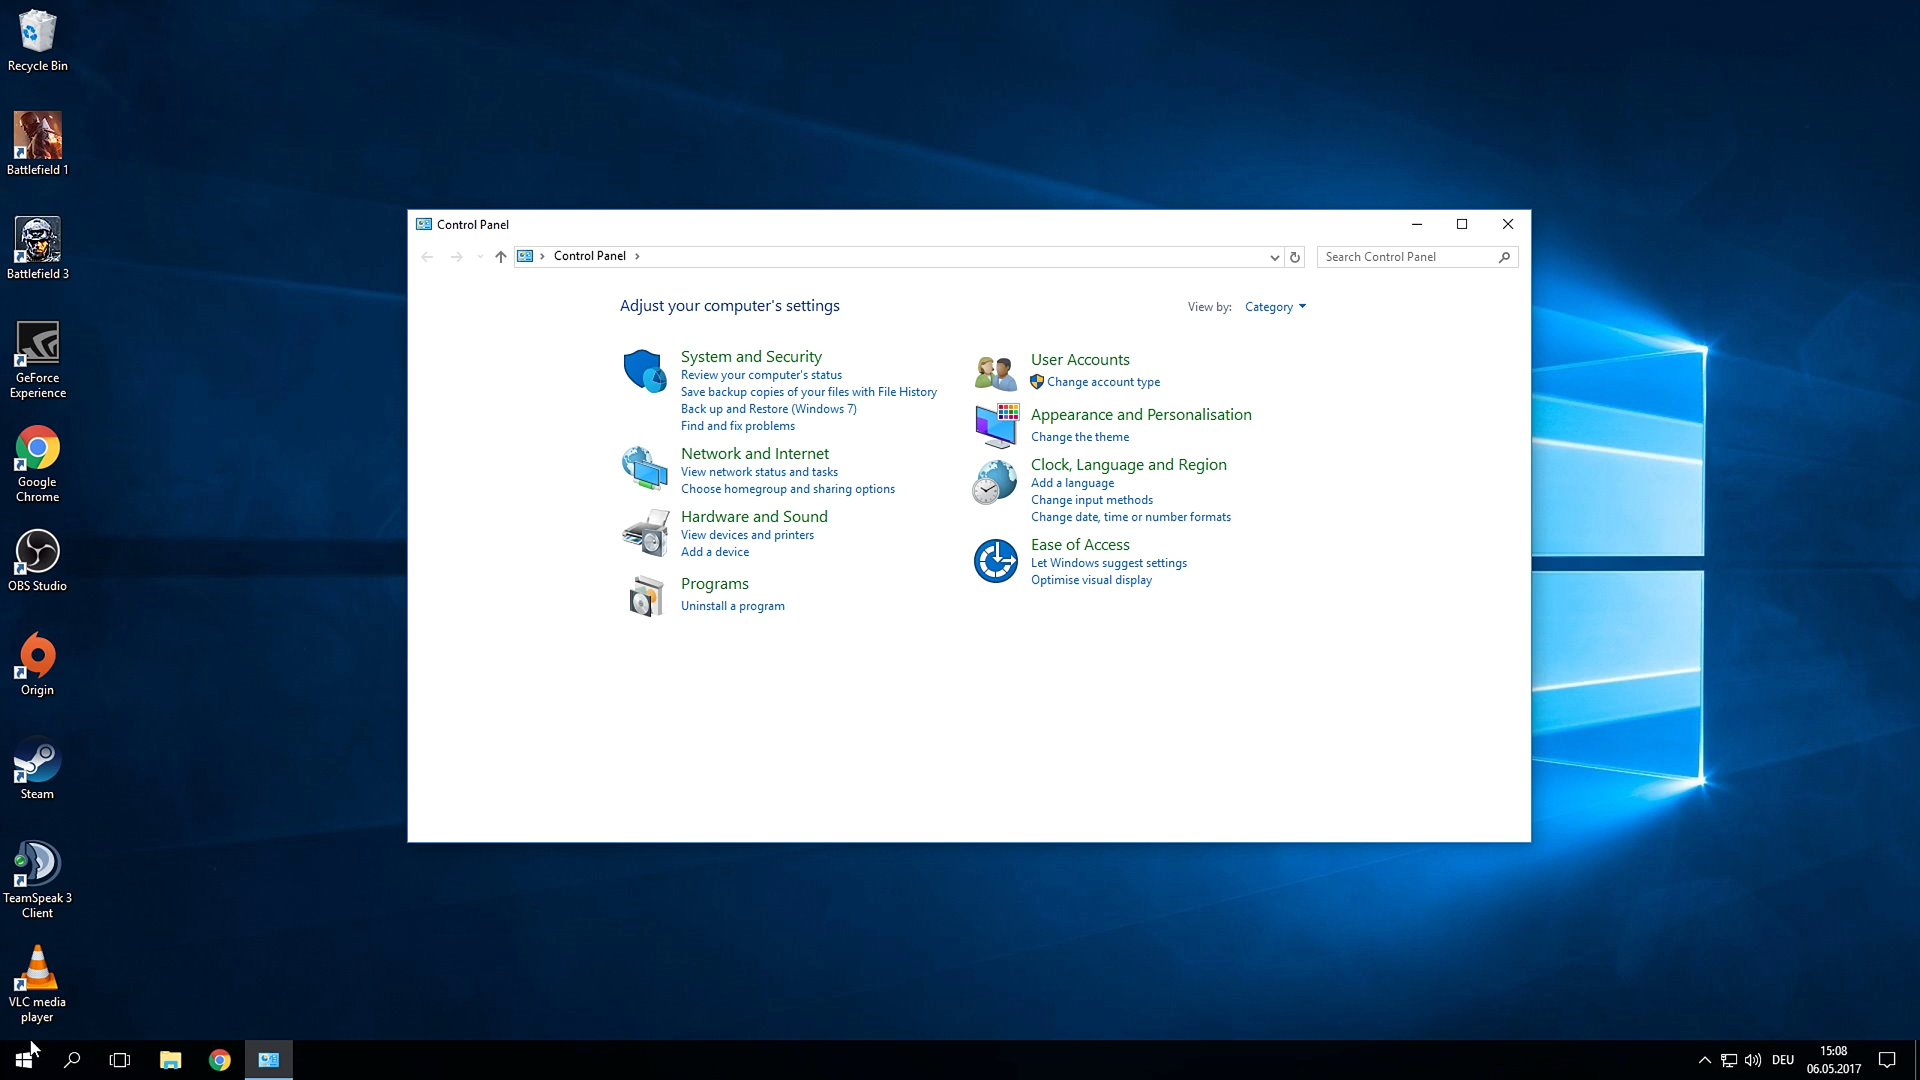 Recycle Bin
Battlefield 1
Battlefield 3
GeForce
Experience
Google
Chrome
OBS Studio
Origin
Steam
TeamSpeak 3
Client
VLC media
player
Control Panel
Control Panel
Search Control Panel
Adjust your computer's settings
View by: Category
System and Security
Review your computer's status
Save backup copies of your files with File History
Back up and Restore (Windows 7)
Find and fix problems
Network and Internet
View network status and tasks
Choose homegroup and sharing options
Hardware and Sound
View devices and printers
Add a device
Programs
Uninstall a program
User Accounts
Change account type
Appearance and Personalisation
Change the theme
Clock, Language and Region
Add a language
Change input methods
Change date, time or number formats
Ease of Access
Let Windows suggest settings
Optimise visual display
DEU
15:08
06.05.2017